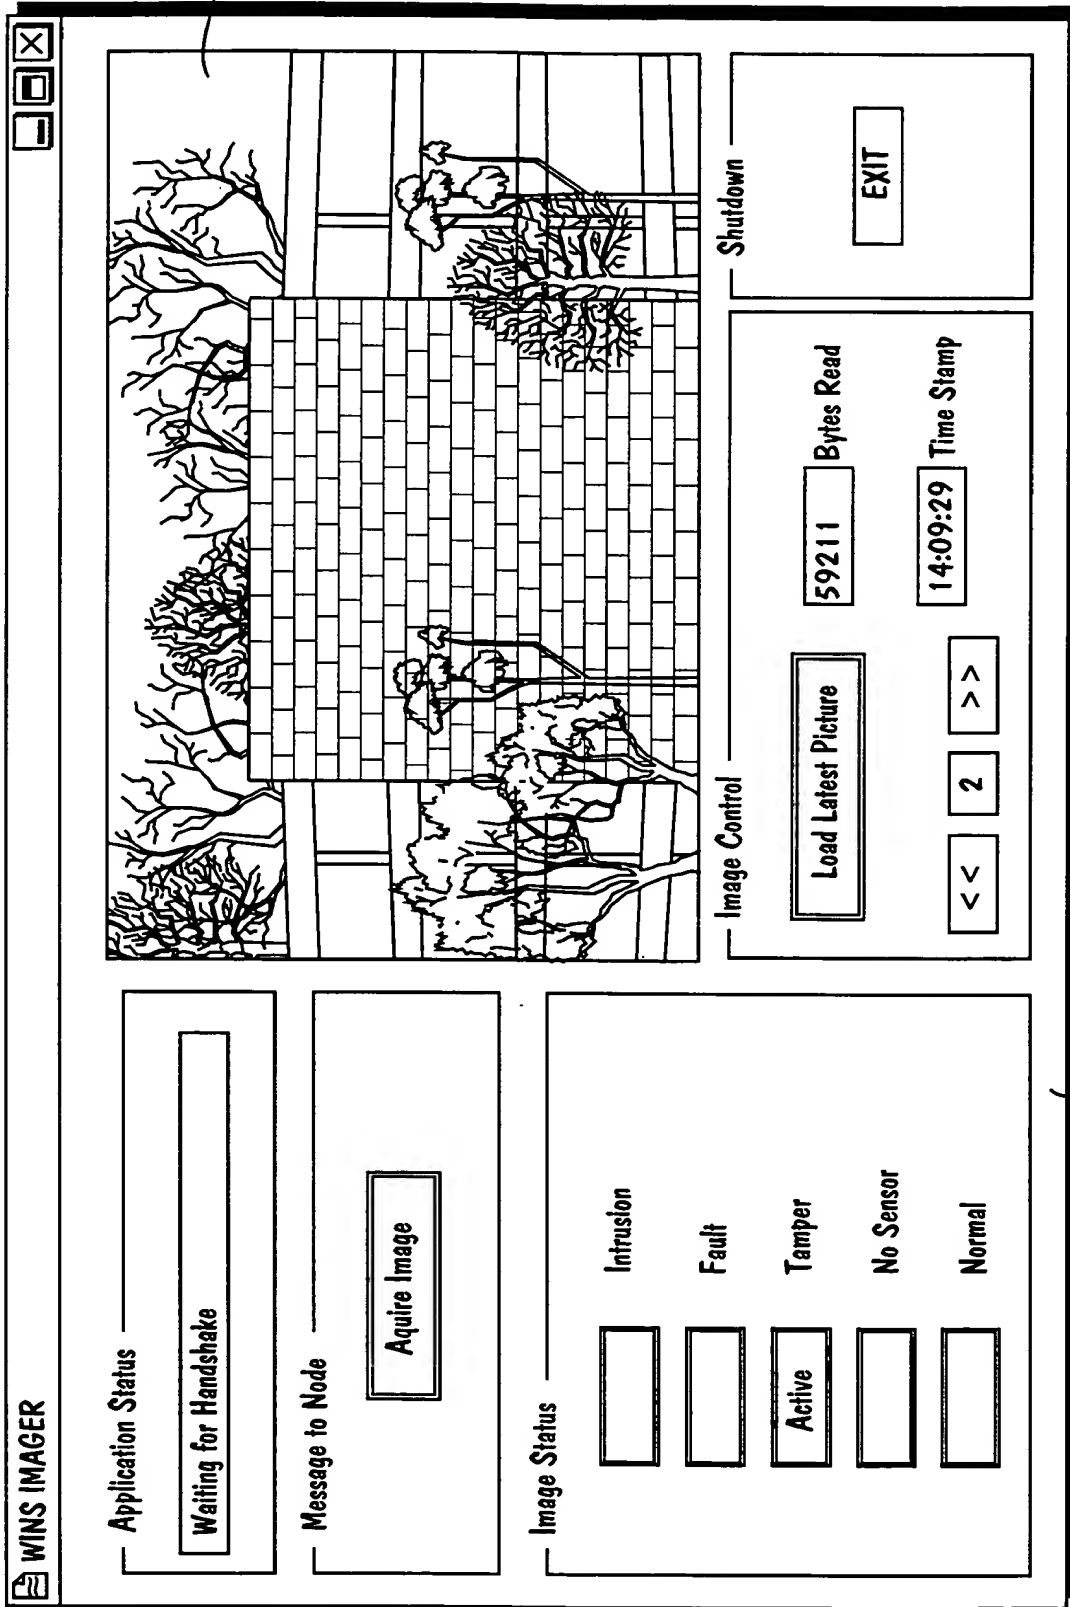 WINS IMAGER
Application Status
Waiting for Handshake
Message to Node
Aquire Image
Image Status
Intrusion
Fault
Active Tamper
No Sensor
Normal
Image Control
Load Latest Picture
59211 Bytes Read
14:09:29 Time Stamp
<< 2 >>
Shutdown
EXIT